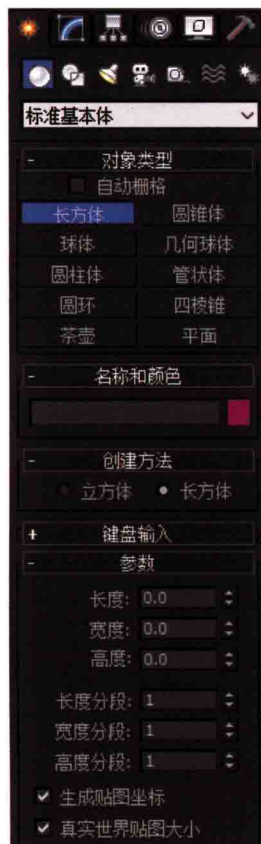 标准基本体
- 对象类型
自动栅格
长方体 圆锥体
球体 几何球体
圆柱体 管状体
圆环 四棱锥
茶壶 平面
- 名称和颜色
- 创建方法
立方体 长方体
+ 键盘输入
- 参数
长度: 0.0
宽度: 0.0
高度: 0.0
长度分段: 1
宽度分段: 1
高度分段: 1
生成贴图坐标
真实世界贴图大小